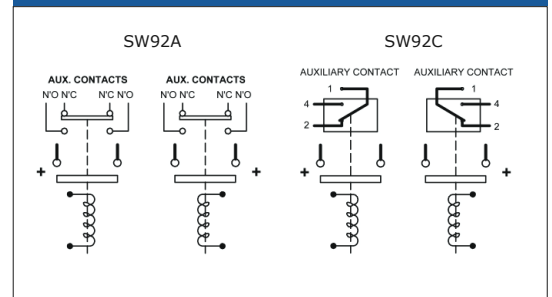 SW92A SW92C
AUX. CONTACTS AUX. CONTACTS AUXILIARY CONTACT AUXILIARY CONTACT
N'O N'C N'C N'O N'O N'C N'C N'O
1 1
4 4
2 2
+ + + +